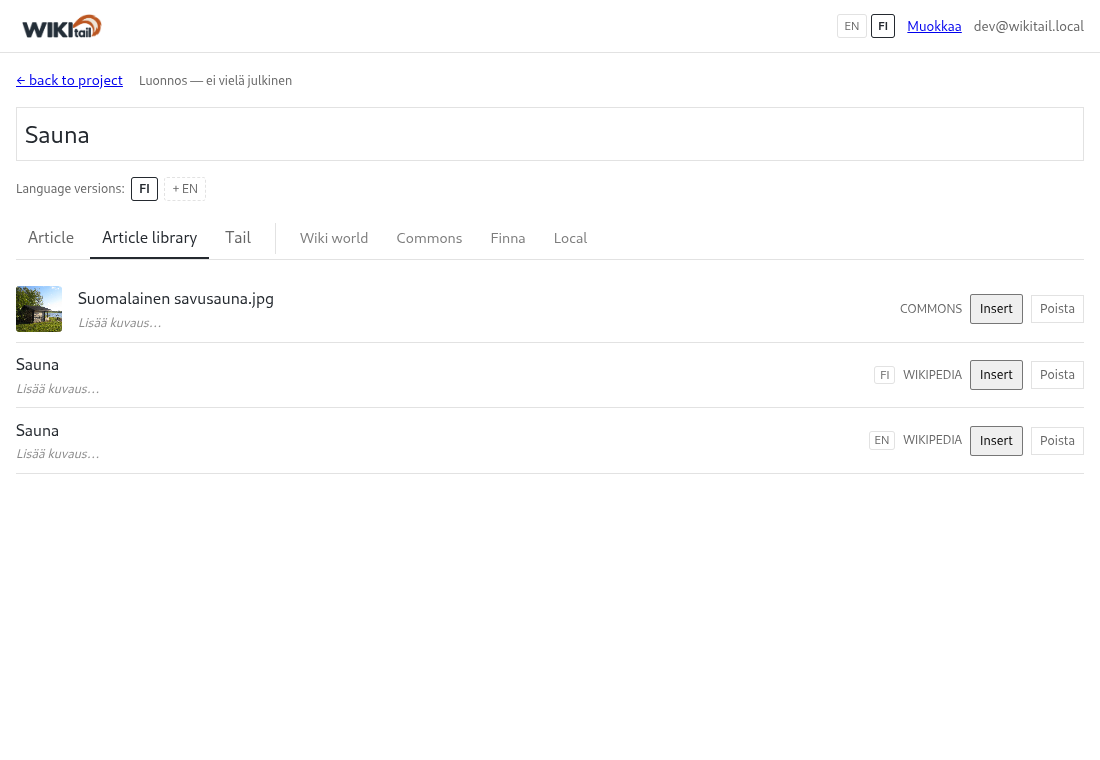 WIKItail
EN FI Muokkaa dev@wikitail.local
← back to project Luonnos — ei vielä julkinen
Sauna
Language versions: FI + EN
Article Article library Tail Wiki world Commons Finna Local
Suomalainen savusauna.jpg
Lisää kuvaus…
COMMONS Insert Poista
Sauna
Lisää kuvaus…
FI WIKIPEDIA Insert Poista
Sauna
Lisää kuvaus…
EN WIKIPEDIA Insert Poista